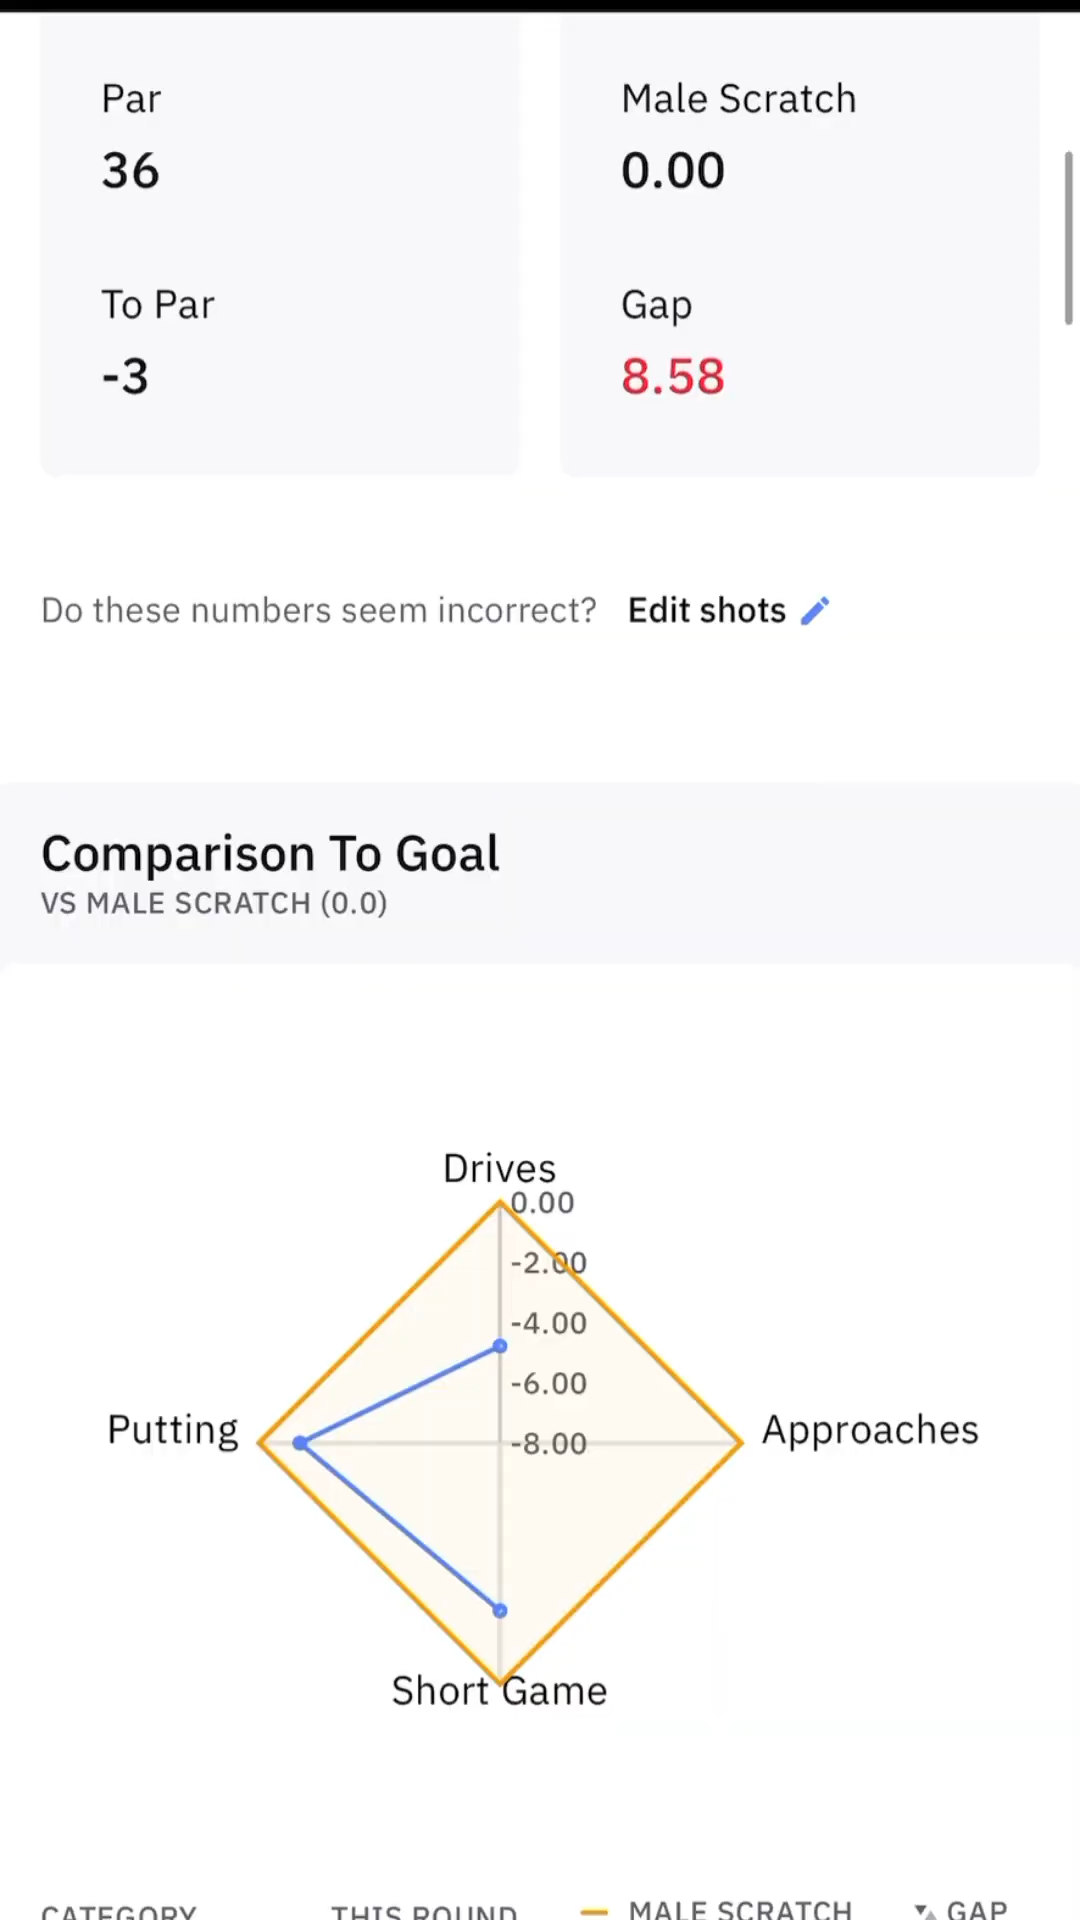 Par
36
To Par
-3
Male Scratch
0.00
Gap
8.58
Do these numbers seem incorrect? Edit shots
Comparison To Goal
VS MALE SCRATCH (0.0)
Drives
0.00
-2.00
-4.00
-6.00
-8.00
Putting
Approaches
Short Game
CATEGORY THIS ROUND MALE SCRATCH GAP